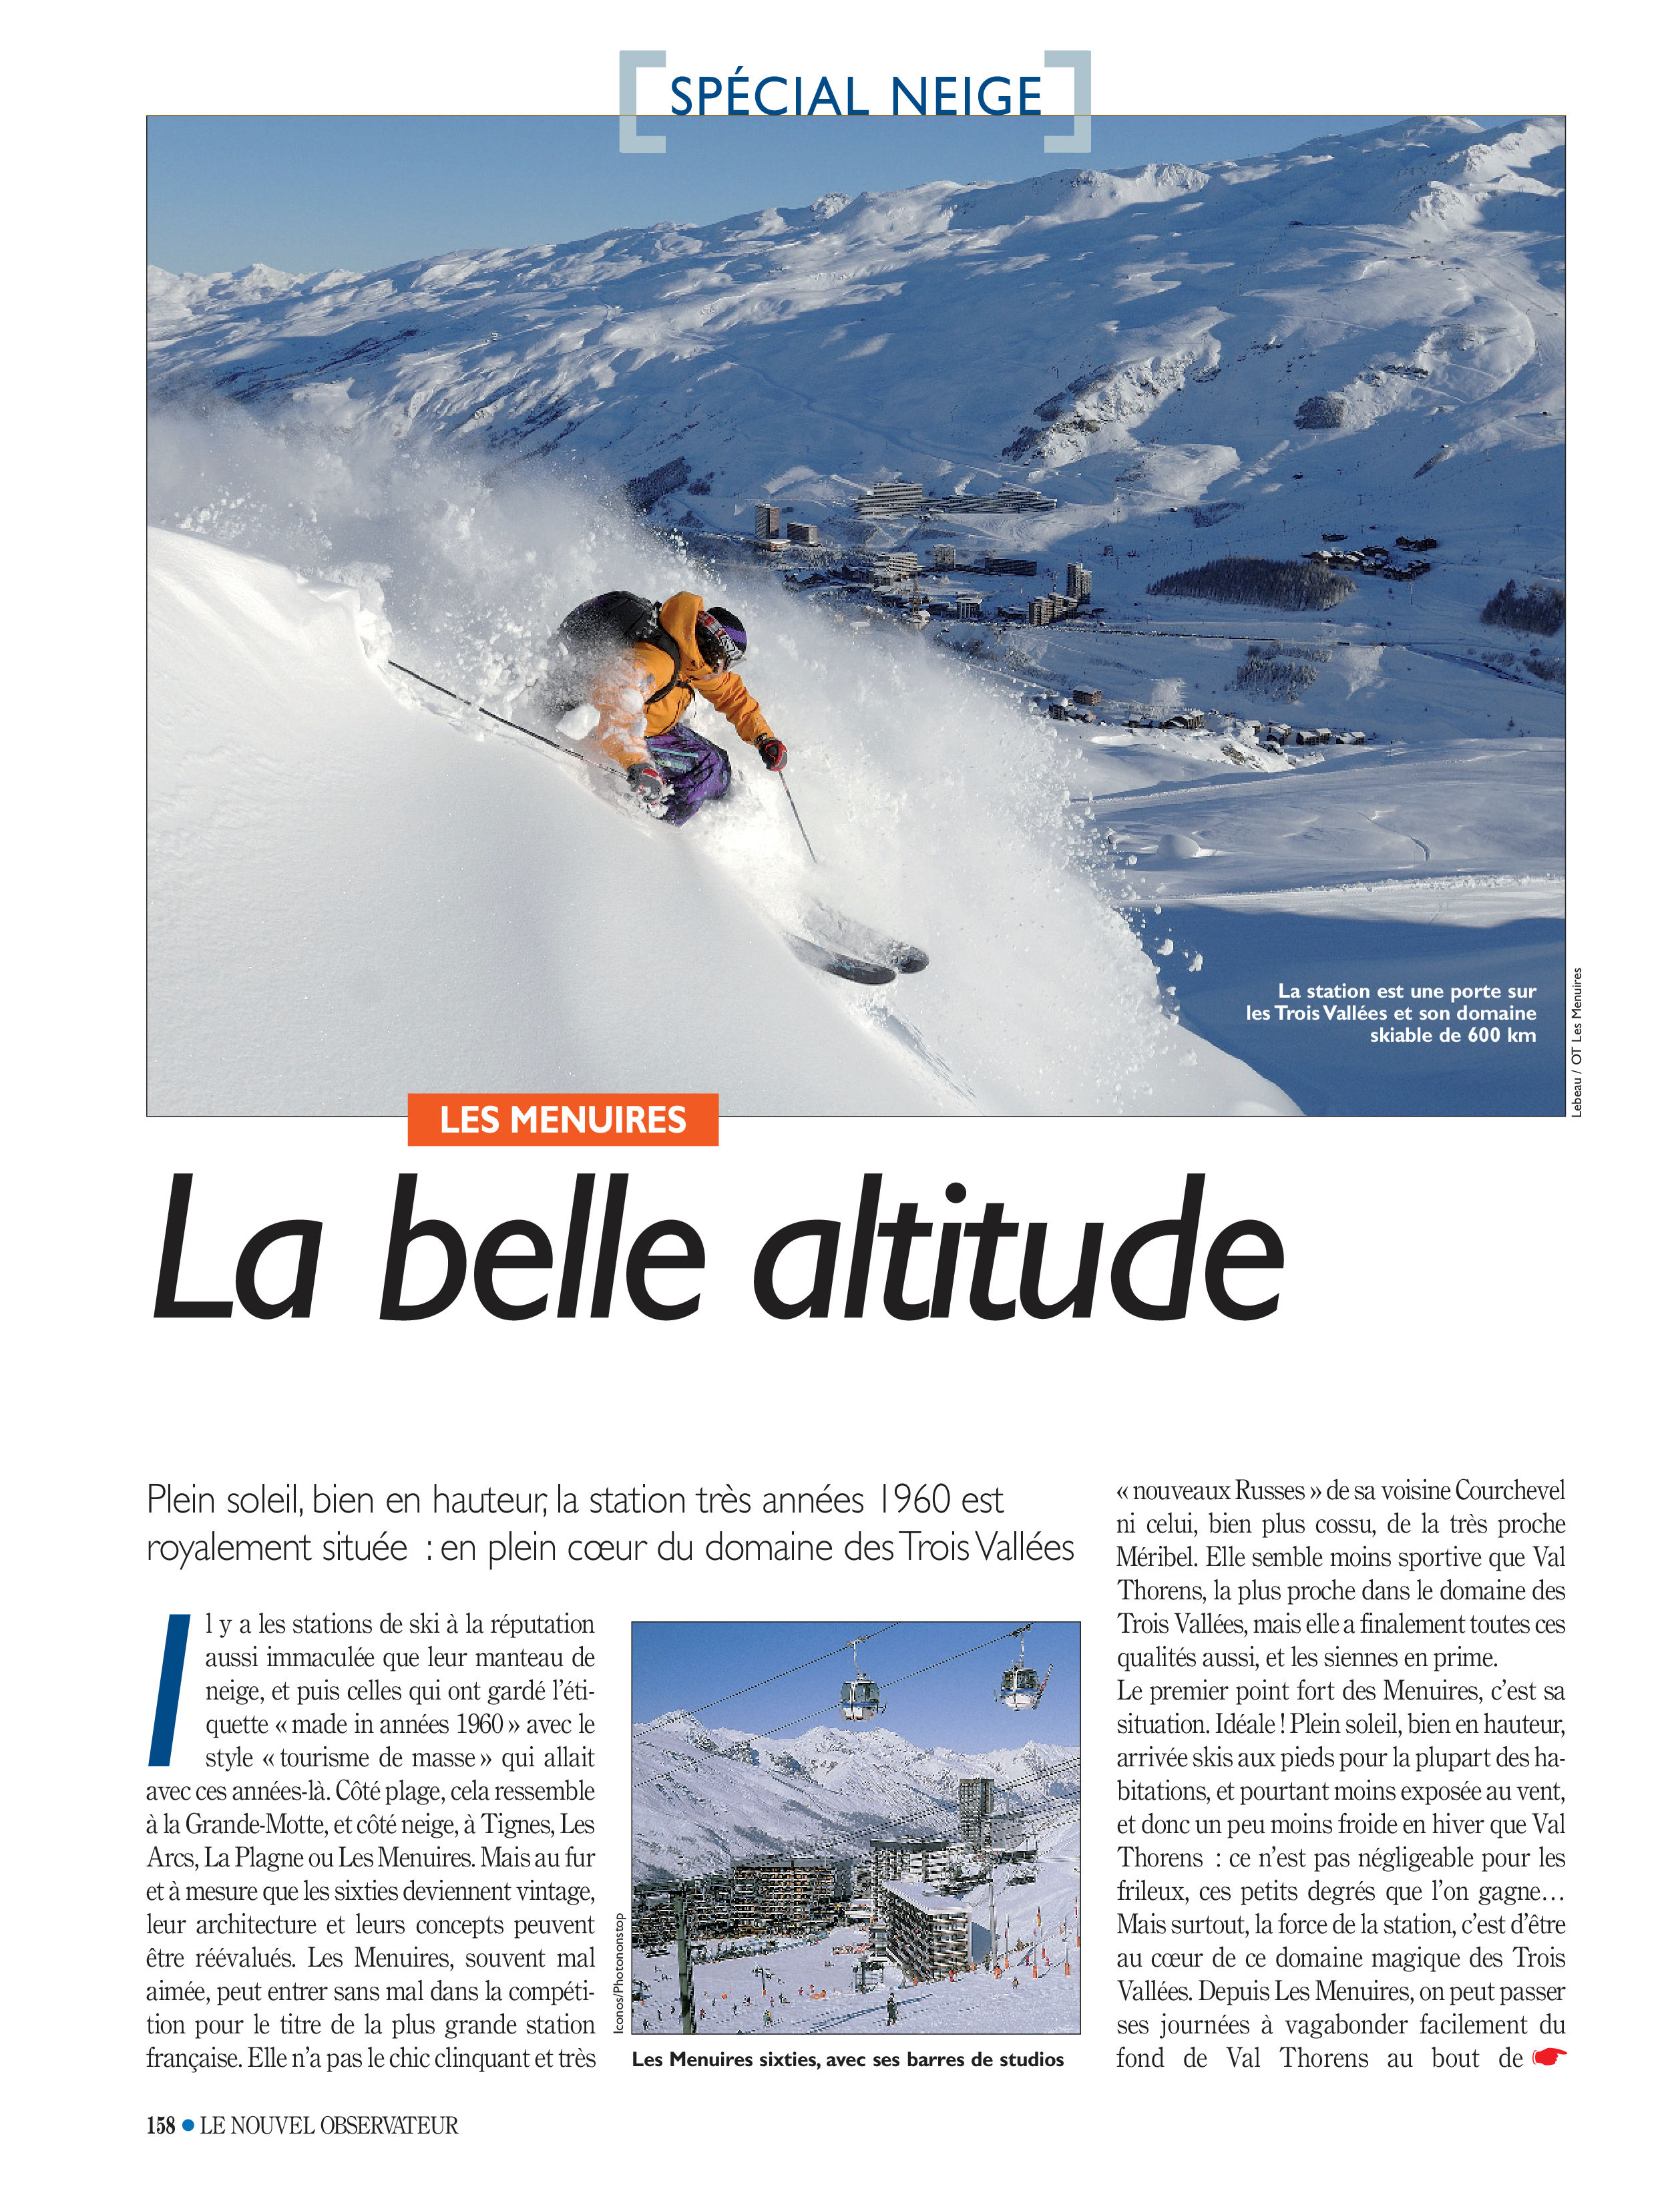 SPÉCIAL NEIGE
La station est une porte sur
les Trois Vallées et son domaine
skiable de 600 km
Lebeau / OT Les Menuires
LES MENUIRES
La belle altitude
Plein soleil, bien en hauteur, la station très années 1960 est
royalement située : en plein cœur du domaine des Trois Vallées
Il y a les stations de ski à la réputation
aussi immaculée que leur manteau de
neige, et puis celles qui ont gardé l’éti-
quette « made in années 1960 » avec le
style « tourisme de masse » qui allait
avec ces années-là. Côté plage, cela ressemble
à la Grande-Motte, et côté neige, à Tignes, Les
Arcs, La Plagne ou Les Menuires. Mais au fur
et à mesure que les sixties deviennent vintage,
leur architecture et leurs concepts peuvent
être réévalués. Les Menuires, souvent mal
aimée, peut entrer sans mal dans la compéti-
tion pour le titre de la plus grande station
française. Elle n’a pas le chic clinquant et très
Iconos/Photononstop
Les Menuires sixties, avec ses barres de studios
« nouveaux Russes » de sa voisine Courchevel
ni celui, bien plus cossu, de la très proche
Méribel. Elle semble moins sportive que Val
Thorens, la plus proche dans le domaine des
Trois Vallées, mais elle a finalement toutes ces
qualités aussi, et les siennes en prime.
Le premier point fort des Menuires, c’est sa
situation. Idéale ! Plein soleil, bien en hauteur,
arrivée skis aux pieds pour la plupart des ha-
bitations, et pourtant moins exposée au vent,
et donc un peu moins froide en hiver que Val
Thorens : ce n’est pas négligeable pour les
frileux, ces petits degrés que l’on gagne…
Mais surtout, la force de la station, c’est d’être
au cœur de ce domaine magique des Trois
Vallées. Depuis Les Menuires, on peut passer
ses journées à vagabonder facilement du
fond de Val Thorens au bout de
158 • LE NOUVEL OBSERVATEUR